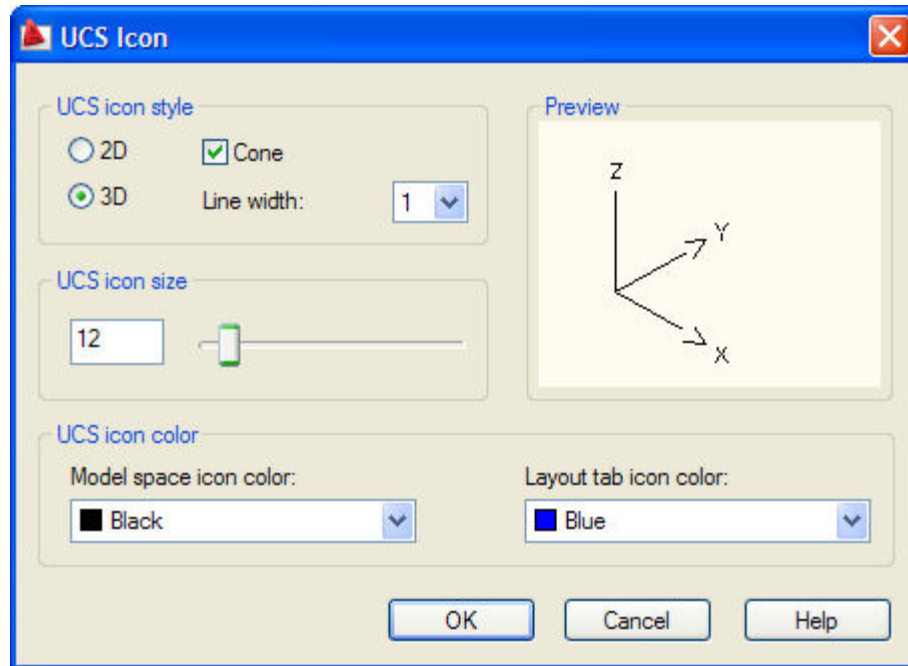 UCS Icon
UCS icon style
2D
Cone
3D
Line width:
1
Preview
Z
Y
X
UCS icon size
12
UCS icon color
Model space icon color:
Black
Layout tab icon color:
Blue
OK
Cancel
Help